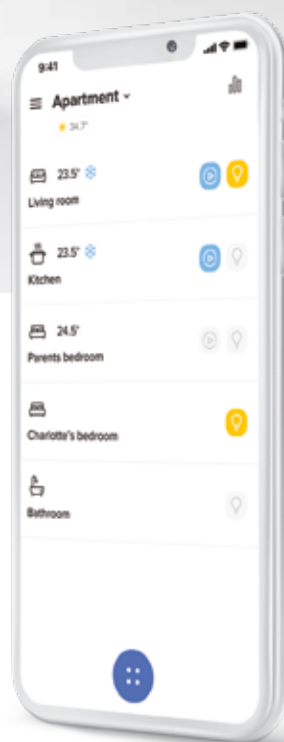 9:41
Apartment
34.7°
23.5°
Living room
23.5°
Kitchen
24.5°
Parents bedroom
Charlotte's bedroom
Bathroom